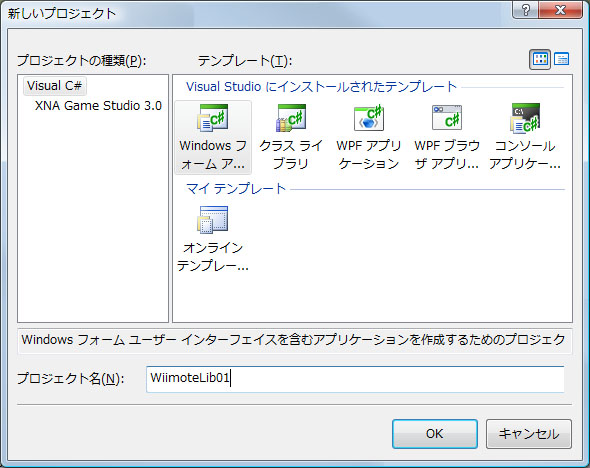 新しいプロジェクト
プロジェクトの種類(P):
テンプレート(T):
Visual C#
XNA Game Studio 3.0
Visual Studio にインストールされたテンプレート
Windows フォーム ア...
クラス ライブラリ
WPF アプリケーション
WPF ブラウザ アプリ...
コンソール アプリケー...
マイ テンプレート
オンライン テンプレー...
Windows フォーム ユーザー インターフェイスを含むアプリケーションを作成するためのプロジェク
プロジェクト名(N):
WiimoteLib01
OK
キャンセル